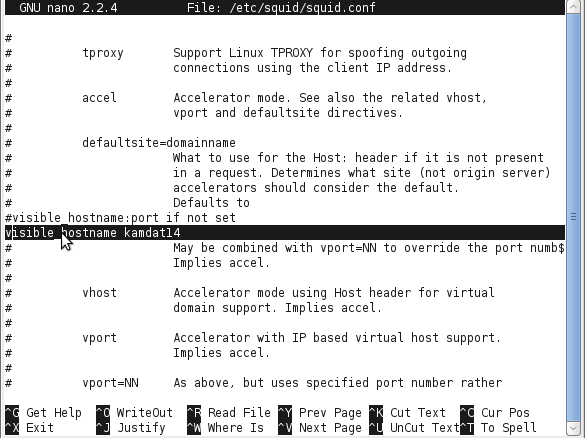 GNU nano 2.2.4 File: /etc/squid/squid.conf
#
# tproxy Support Linux TPROXY for spoofing outgoing
# connections using the client IP address.
#
# accel Accelerator mode. See also the related vhost,
# vport and defaultsite directives.
#
# defaultsite=domainname
# What to use for the Host: header if it is not present
# in a request. Determines what site (not origin server)
# accelerators should consider the default.
# Defaults to
#visible_hostname:port if not set
visible_hostname kamdat14
# May be combined with vport=NN to override the port numb$
# Implies accel.
#
# vhost Accelerator mode using Host header for virtual
# domain support. Implies accel.
#
# vport Accelerator with IP based virtual host support.
# Implies accel.
#
# vport=NN As above, but uses specified port number rather
^G Get Help ^O WriteOut ^R Read File ^Y Prev Page ^K Cut Text ^C Cur Pos
^X Exit ^J Justify ^W Where Is ^V Next Page ^U UnCut Text ^T To Spell